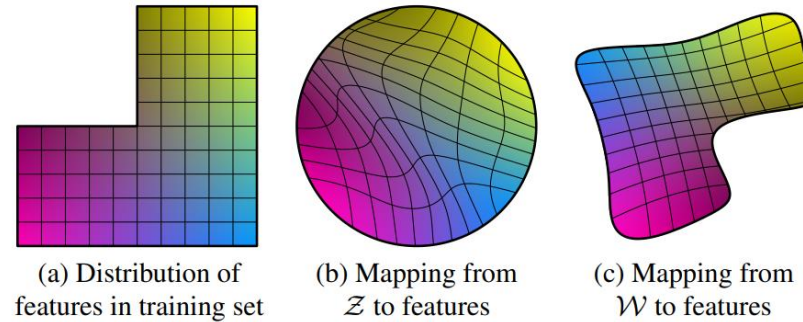 (a) Distribution of
features in training set
(b) Mapping from
𝒵 to features
(c) Mapping from
𝒲 to features